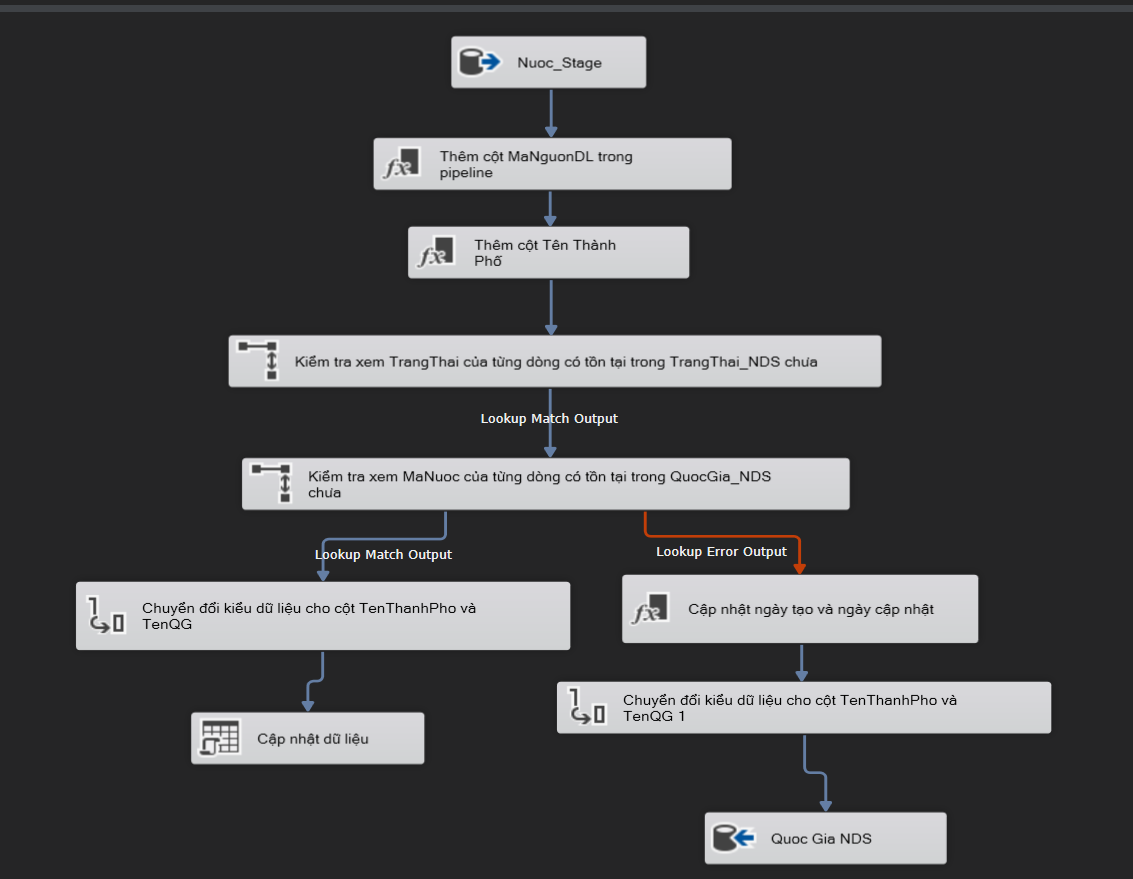 Nuoc_Stage
Thêm cột MaNguonDL trong
pipeline
Thêm cột Tên Thành
Phố
Kiểm tra xem TrangThai của từng dòng có tồn tại trong TrangThai_NDS chưa
Lookup Match Output
Kiểm tra xem MaNuoc của từng dòng có tồn tại trong QuocGia_NDS
chưa
Lookup Match Output
Lookup Error Output
Chuyển đổi kiểu dữ liệu cho cột TenThanhPho và
TenQG
Cập nhật ngày tạo và ngày cập nhật
Chuyển đổi kiểu dữ liệu cho cột TenThanhPho và
TenQG 1
Cập nhật dữ liệu
Quoc Gia NDS